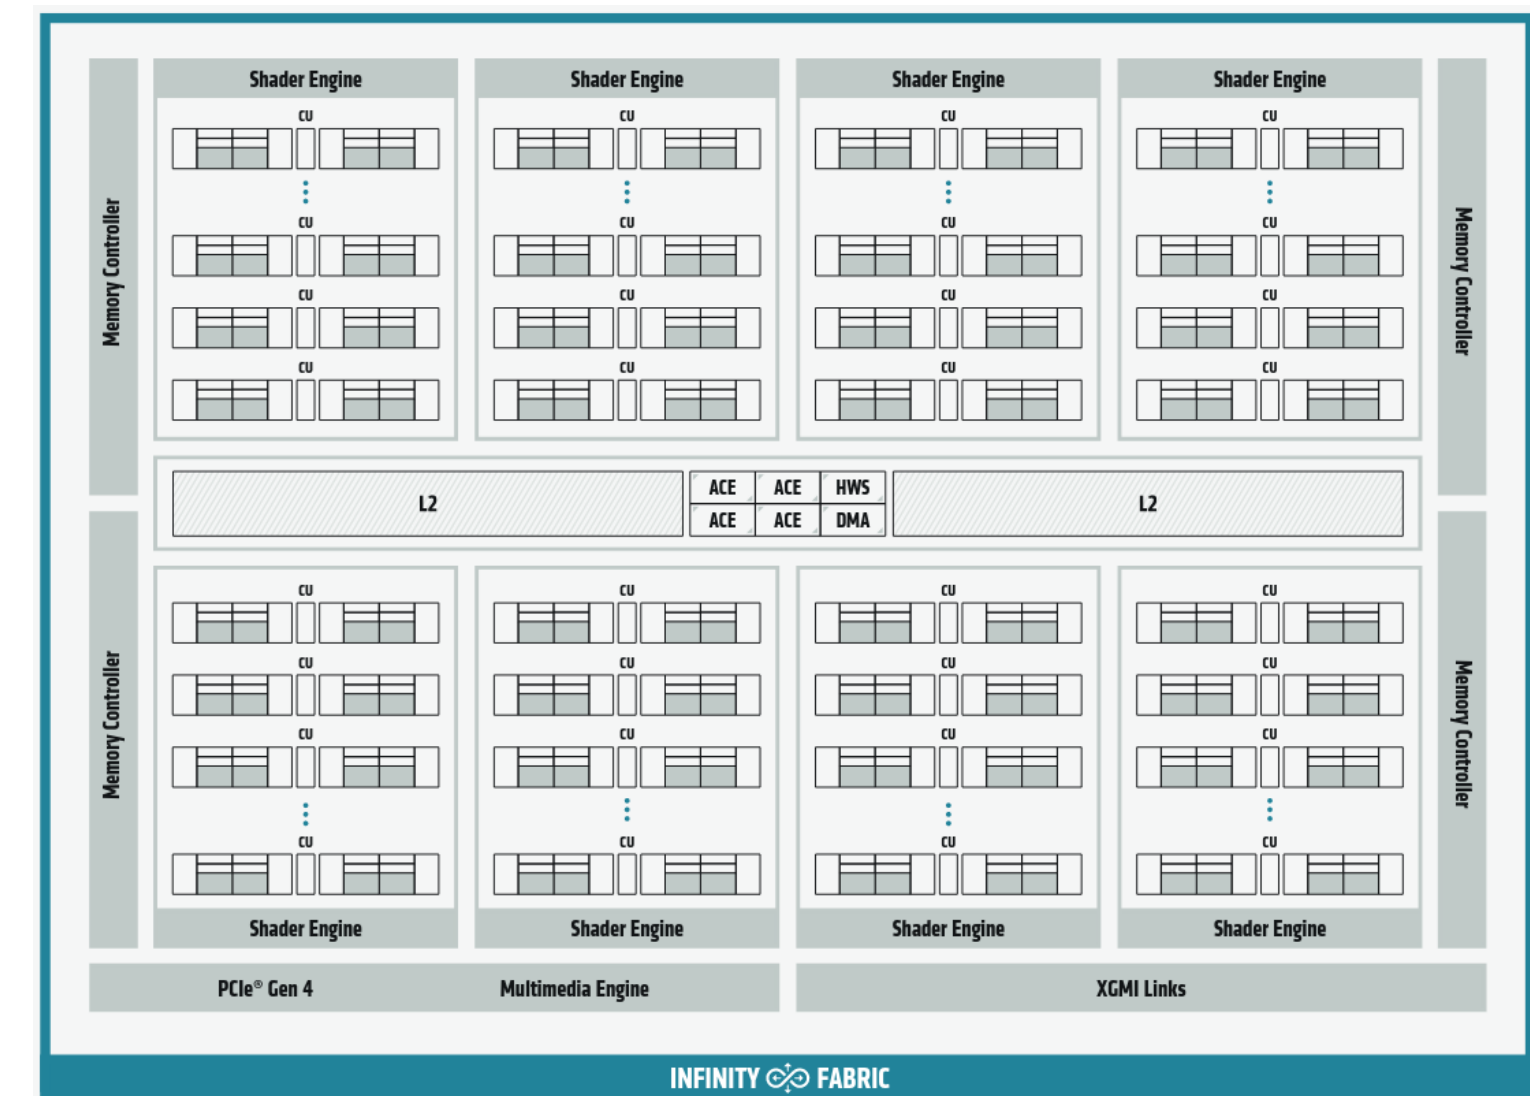 Shader Engine Shader Engine Shader Engine Shader Engine
CU CU CU CU
CU CU CU CU
CU CU CU CU
CU CU CU CU
Memory Controller
Memory Controller
L2
ACE ACE HWS
ACE ACE DMA
L2
CU CU CU CU
CU CU CU CU
CU CU CU CU
CU CU CU CU
Memory Controller
Memory Controller
Shader Engine Shader Engine Shader Engine Shader Engine
PCIe® Gen 4 Multimedia Engine XGMI Links
INFINITY FABRIC